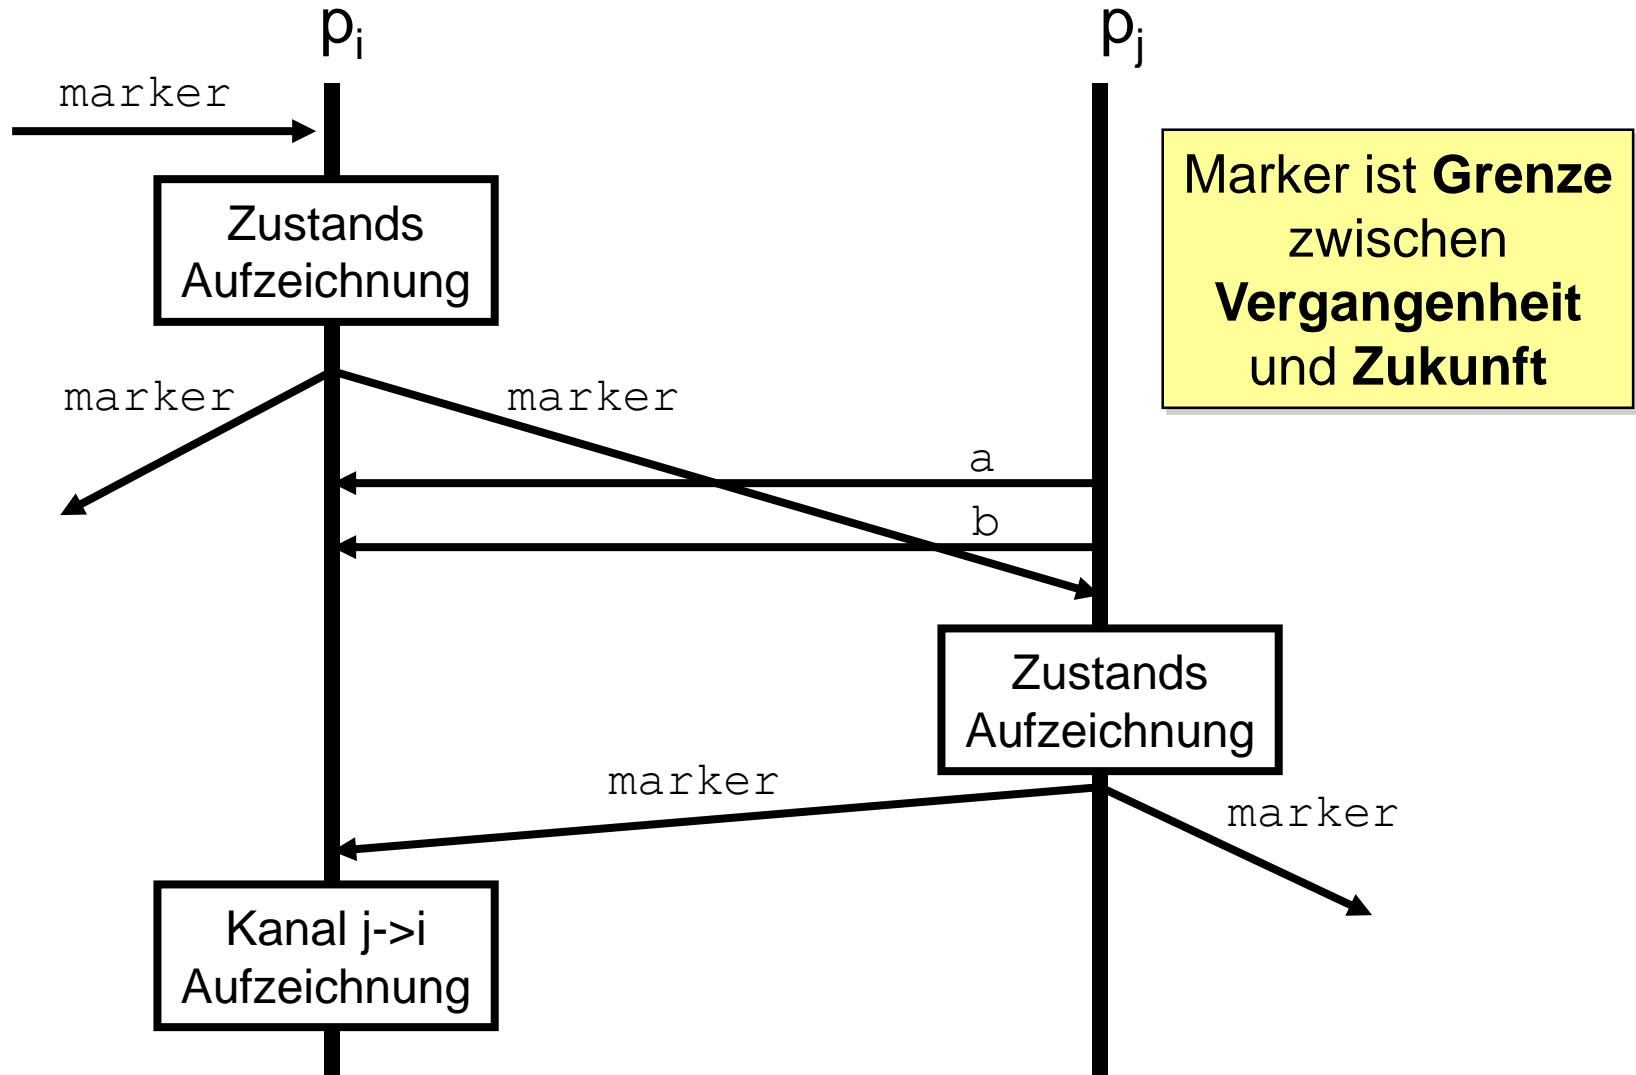 pi
pj
marker
Marker ist Grenze
zwischen
Vergangenheit
und Zukunft
Zustands
Aufzeichnung
marker
marker
a
b
Zustands
Aufzeichnung
marker
marker
Kanal j->i
Aufzeichnung